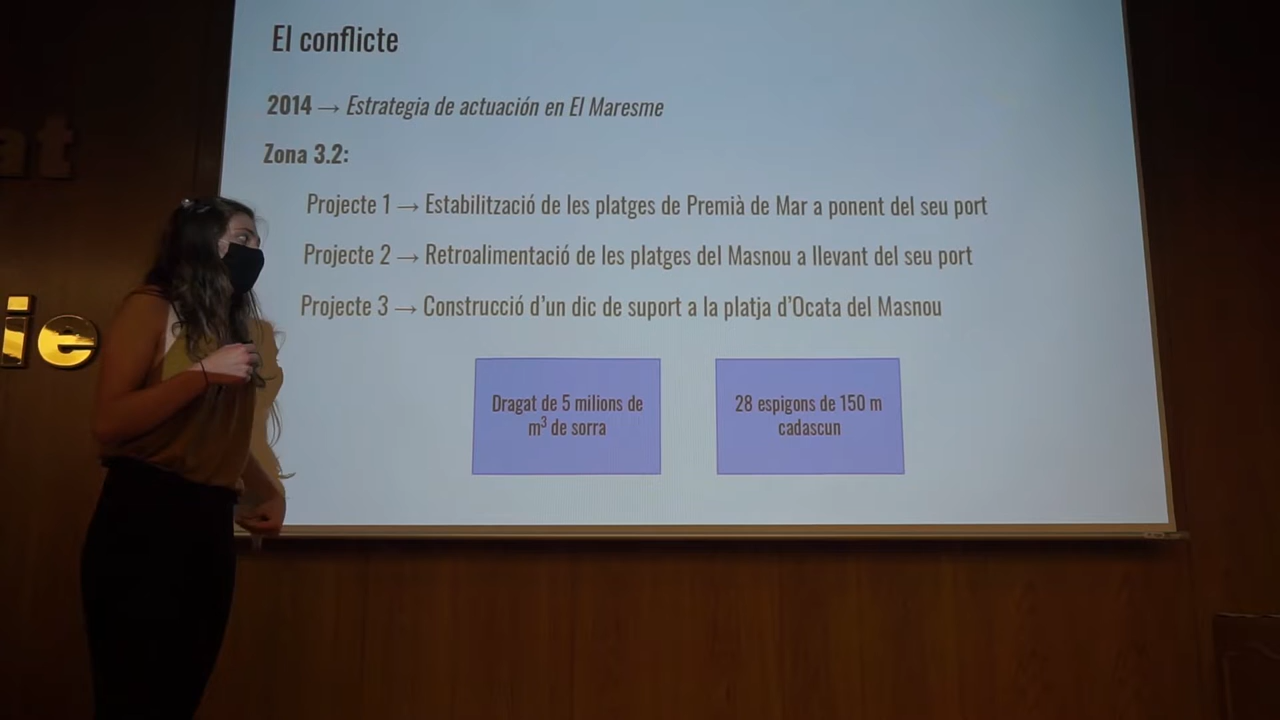 El conflicte
2014 → Estrategia de actuación en El Maresme
Zona 3.2:
Projecte 1 → Estabilització de les platges de Premià de Mar a ponent del seu port
Projecte 2 → Retroalimentació de les platges del Masnou a llevant del seu port
Projecte 3 → Construcció d'un dic de suport a la platja d'Ocata del Masnou
Dragat de 5 milions de
m³ de sorra
28 espigons de 150 m
cadascun
at
ie